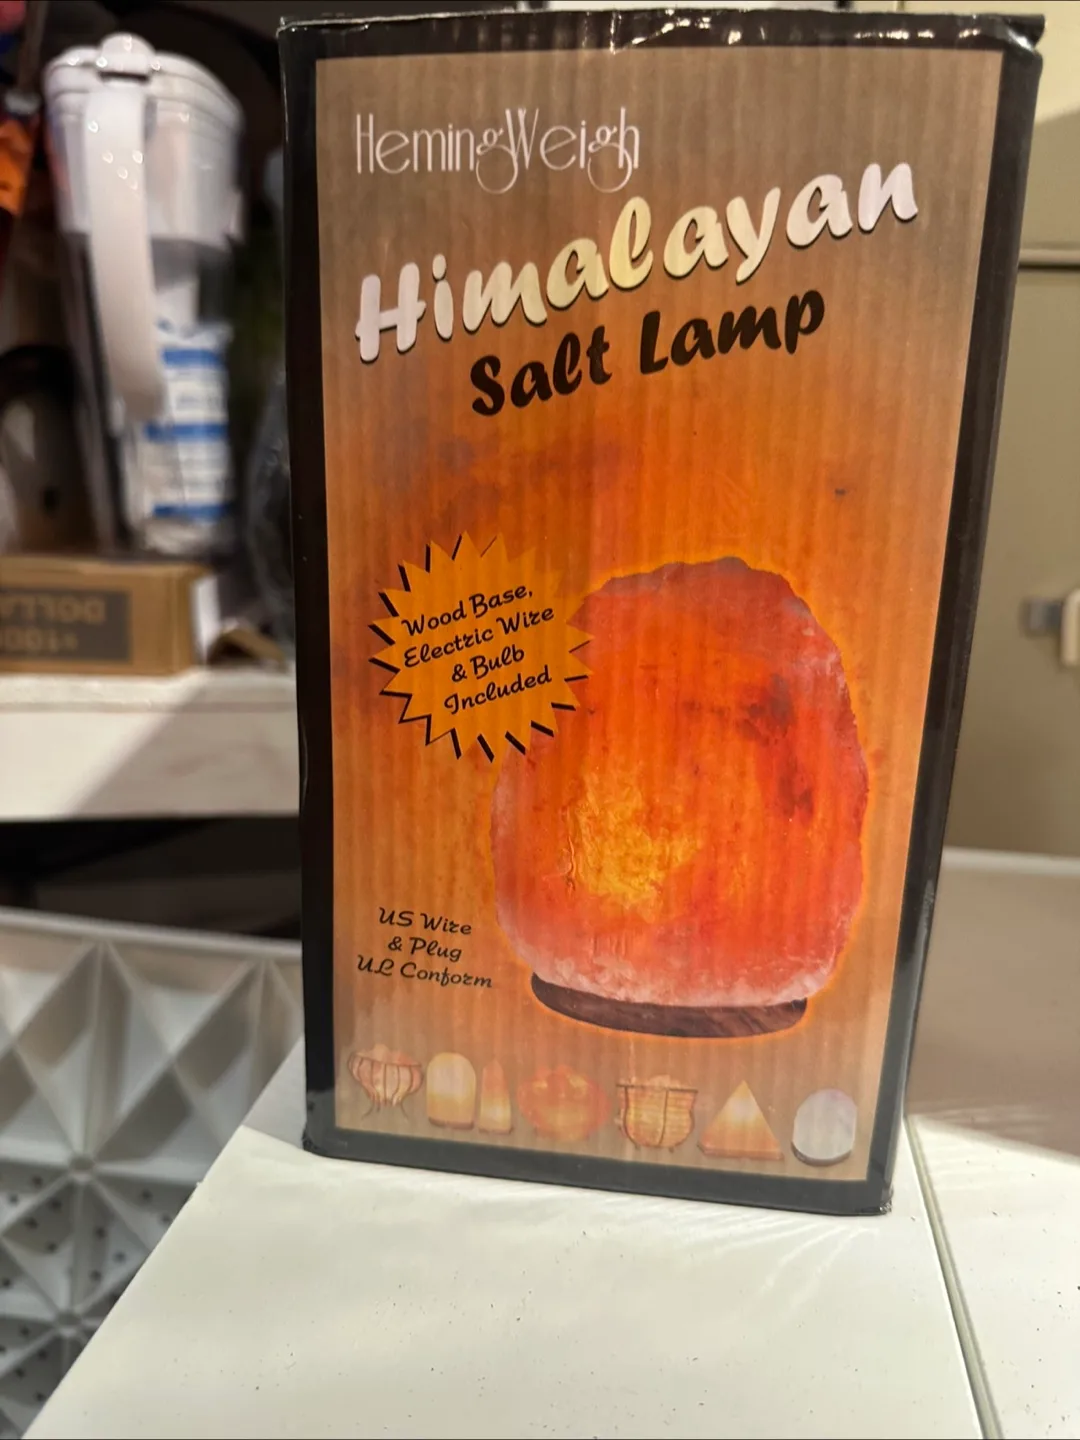 HemingWeigh
Himalayan
Salt Lamp
Wood Base,
Electric Wire
& Bulb
Included
US Wire
& Plug
UL Conform